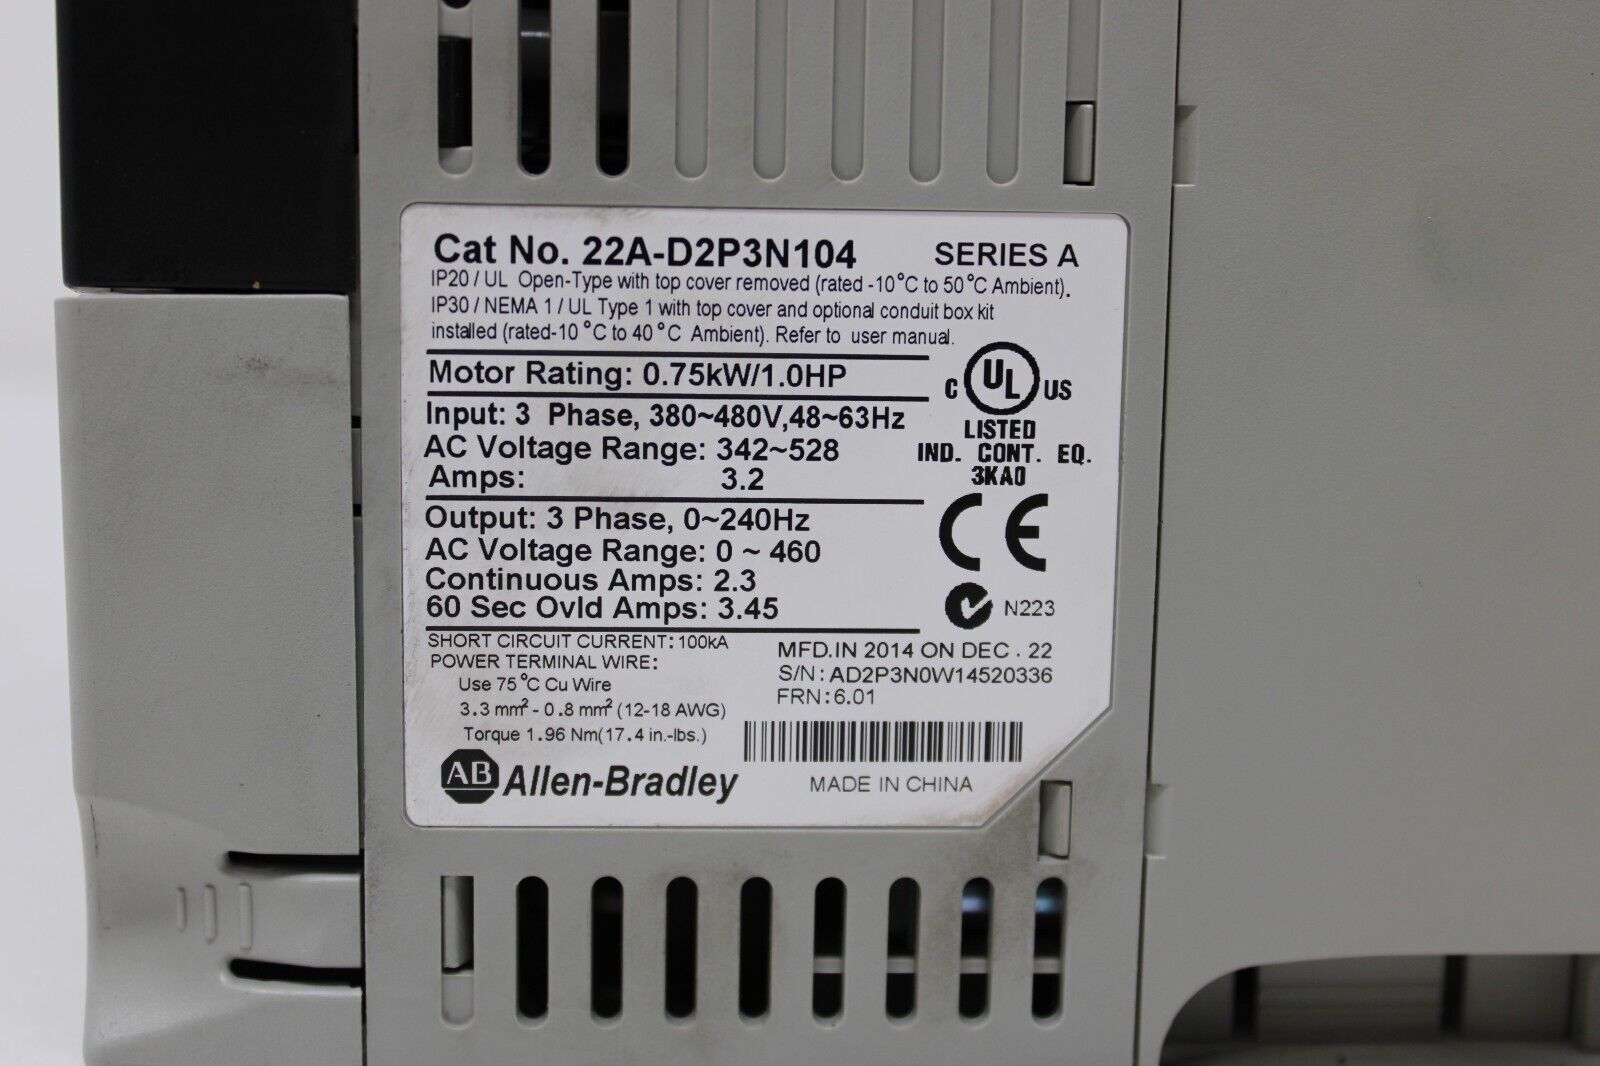 Cat No. 22A-D2P3N104 SERIES A
IP20 / UL Open-Type with top cover removed (rated -10°C to 50°C Ambient).
IP30 / NEMA 1 / UL Type 1 with top cover and optional conduit box kit
installed (rated-10 °C to 40 °C Ambient). Refer to user manual.
Motor Rating: 0.75kW/1.0HP
Input: 3 Phase, 380~480V,48~63Hz
AC Voltage Range: 342~528
Amps: 3.2
C UL US
LISTED
IND. CONT. EQ.
3KA0
Output: 3 Phase, 0~240Hz
AC Voltage Range: 0 ~ 460
Continuous Amps: 2.3
60 Sec Ovld Amps: 3.45
CE
N223
SHORT CIRCUIT CURRENT: 100kA
POWER TERMINAL WIRE:
Use 75 °C Cu Wire
3.3 mm² - 0.8 mm² (12-18 AWG)
Torque 1.96 Nm(17.4 in.-lbs.)
MFD.IN 2014 ON DEC . 22
S/N: AD2P3N0W14520336
FRN:6.01
AB Allen-Bradley
MADE IN CHINA